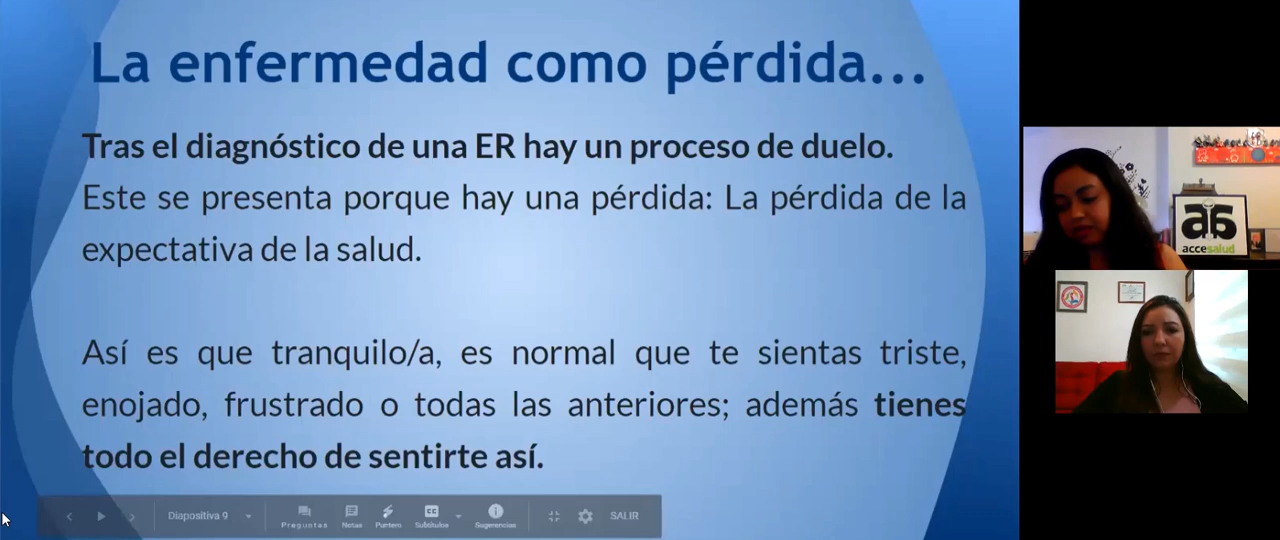 La enfermedad como pérdida...
Tras el diagnóstico de una ER hay un proceso de duelo.
Este se presenta porque hay una pérdida: La pérdida de la
expectativa de la salud.
Así es que tranquilo/a, es normal que te sientas triste,
enojado, frustrado o todas las anteriores; además tienes
todo el derecho de sentirte así.
Diapositiva 9
Preguntas
Notas
Puntero
Subtítulos
Sugerencias
SALIR
accesalud